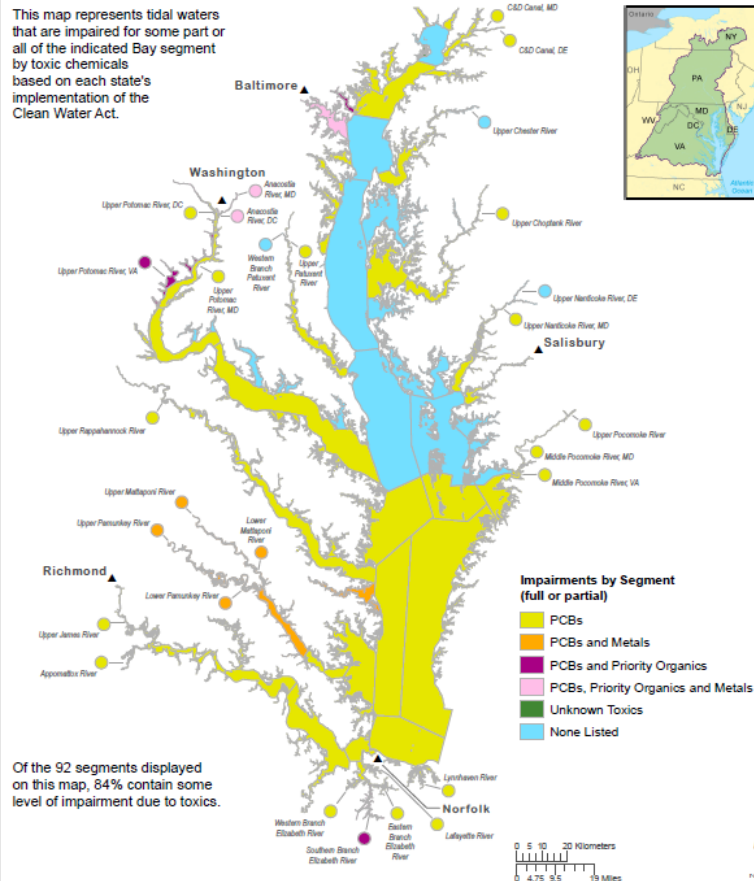 This map represents tidal waters
that are impaired for some part or
all of the indicated Bay segment
by toxic chemicals
based on each state's
implementation of the
Clean Water Act.
C&D Canal, MD
C&D Canal, DE
Ontario
NY
OH
PA
NJ
WV
MD
DC
DE
VA
NC
Atlantic
Ocean
Baltimore
Upper Chester River
Washington
Anacostia
River, MD
Upper Potomac River, DC
Anacostia
River, DC
Upper Choptank River
Western
Branch
Patuxent
River
Upper
Patuxent
River
Upper Potomac River, VA
Upper
Potomac
River, MD
Upper Nanticoke River, DE
Upper Nanticoke River, MD
Salisbury
Upper Rappahannock River
Upper Pocomoke River
Middle Pocomoke River, MD
Middle Pocomoke River, VA
Upper Mattaponi River
Upper Pamunkey River
Lower
Mattaponi
River
Richmond
Lower Pamunkey River
Upper James River
Appomattox River
Impairments by Segment
(full or partial)
PCBs
PCBs and Metals
PCBs and Priority Organics
PCBs, Priority Organics and Metals
Unknown Toxics
None Listed
Of the 92 segments displayed
on this map, 84% contain some
level of impairment due to toxics.
Lynnhaven River
Norfolk
Western Branch
Elizabeth River
Eastern
Branch
Elizabeth
River
Lafayette River
Southern Branch
Elizabeth River
0 5 10 20 Kilometers
0 4.75 9.5 19 Miles